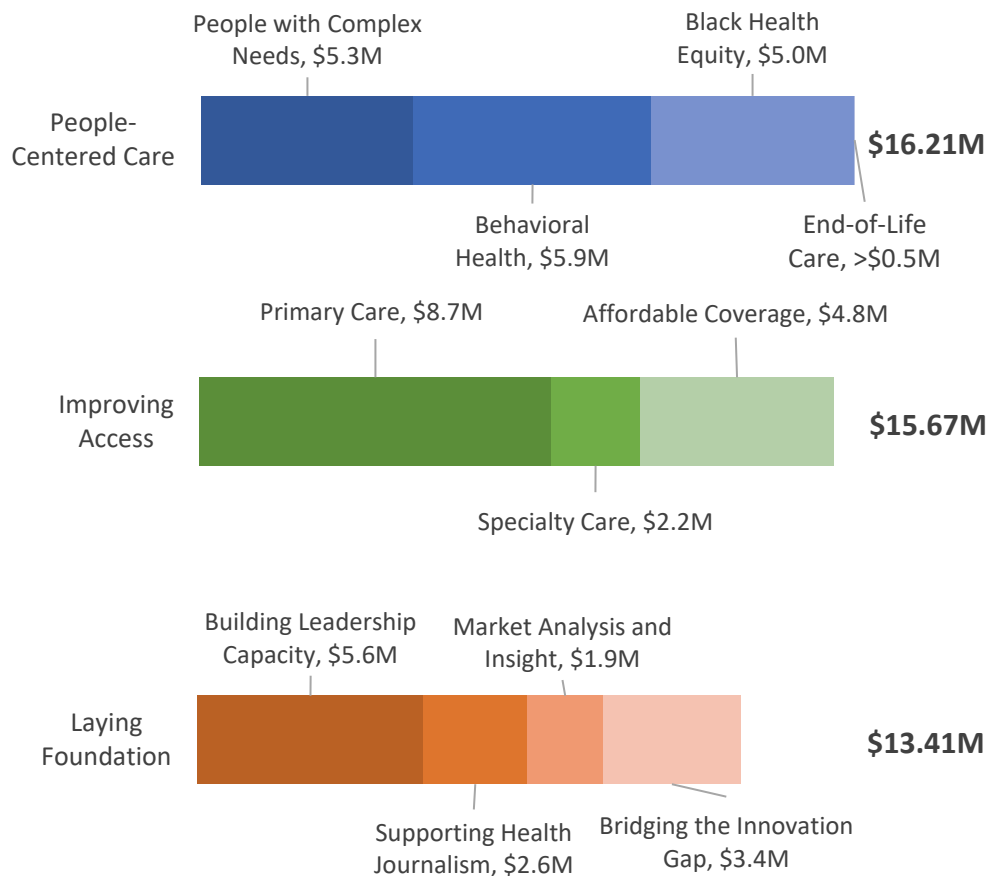 People with Complex
Needs, $5.3M
Black Health
Equity, $5.0M
People-
Centered Care
$16.21M
Behavioral
Health, $5.9M
End-of-Life
Care, >$0.5M
Primary Care, $8.7M
Affordable Coverage, $4.8M
Improving
Access
$15.67M
Specialty Care, $2.2M
Building Leadership
Capacity, $5.6M
Market Analysis and
Insight, $1.9M
Laying
Foundation
$13.41M
Supporting Health
Journalism, $2.6M
Bridging the Innovation
Gap, $3.4M